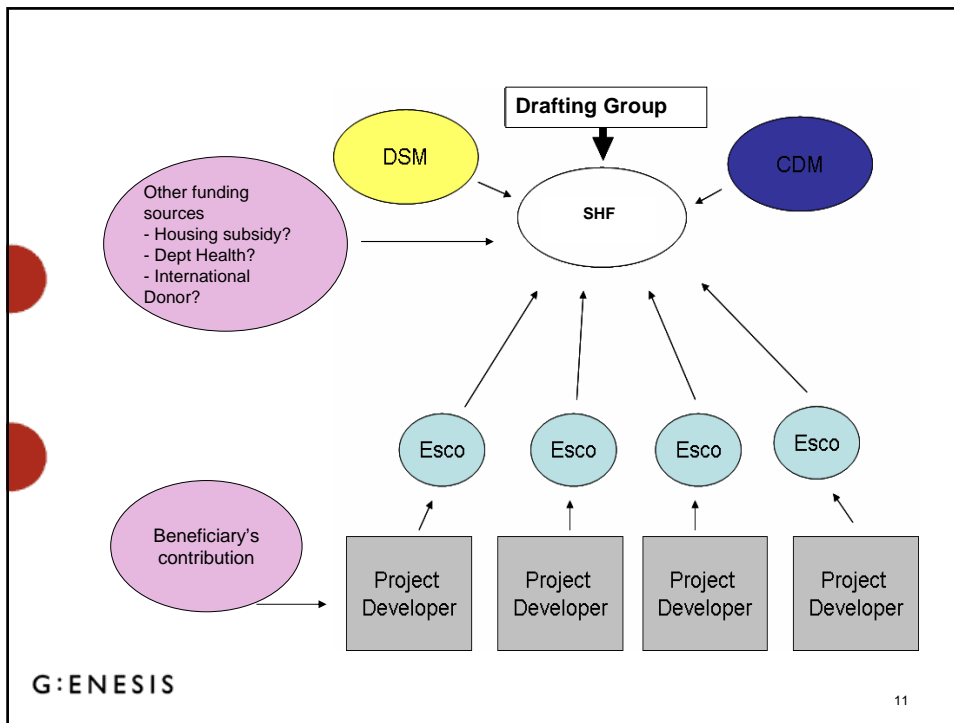 Drafting Group
DSM
CDM
SHF
Other funding
sources
- Housing subsidy?
- Dept Health?
- International
Donor?
Esco
Esco
Esco
Esco
Beneficiary's
contribution
Project
Developer
Project
Developer
Project
Developer
Project
Developer
G:ENESIS
11